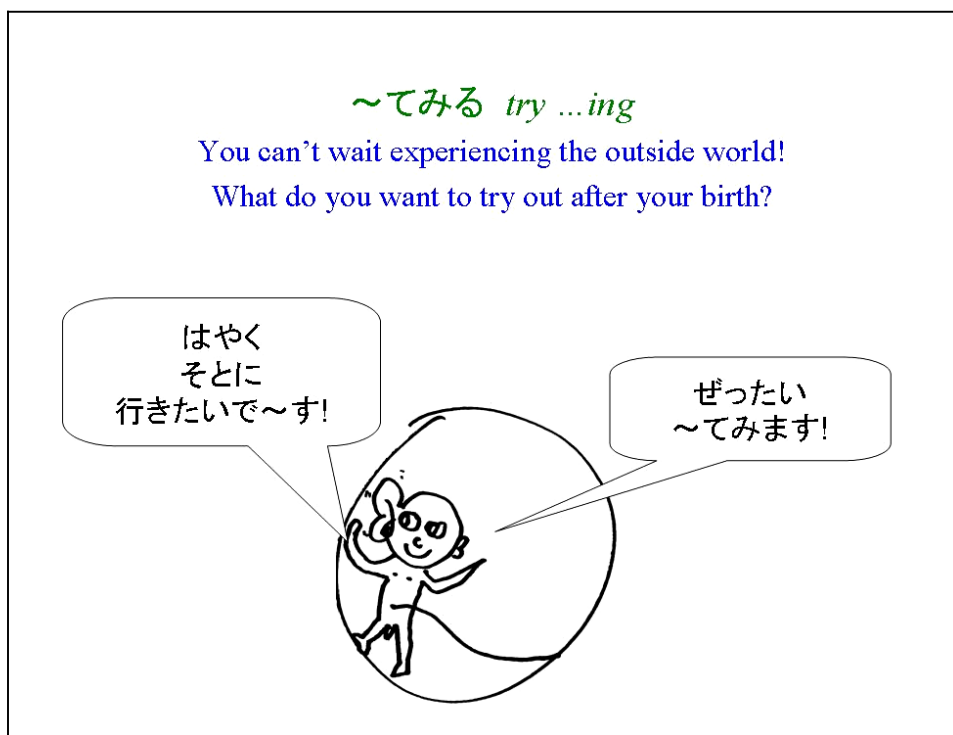 ～てみる try …ing
You can’t wait experiencing the outside world!
What do you want to try out after your birth?
はやく
そとに
行きたいで～す!
ぜったい
～てみます!